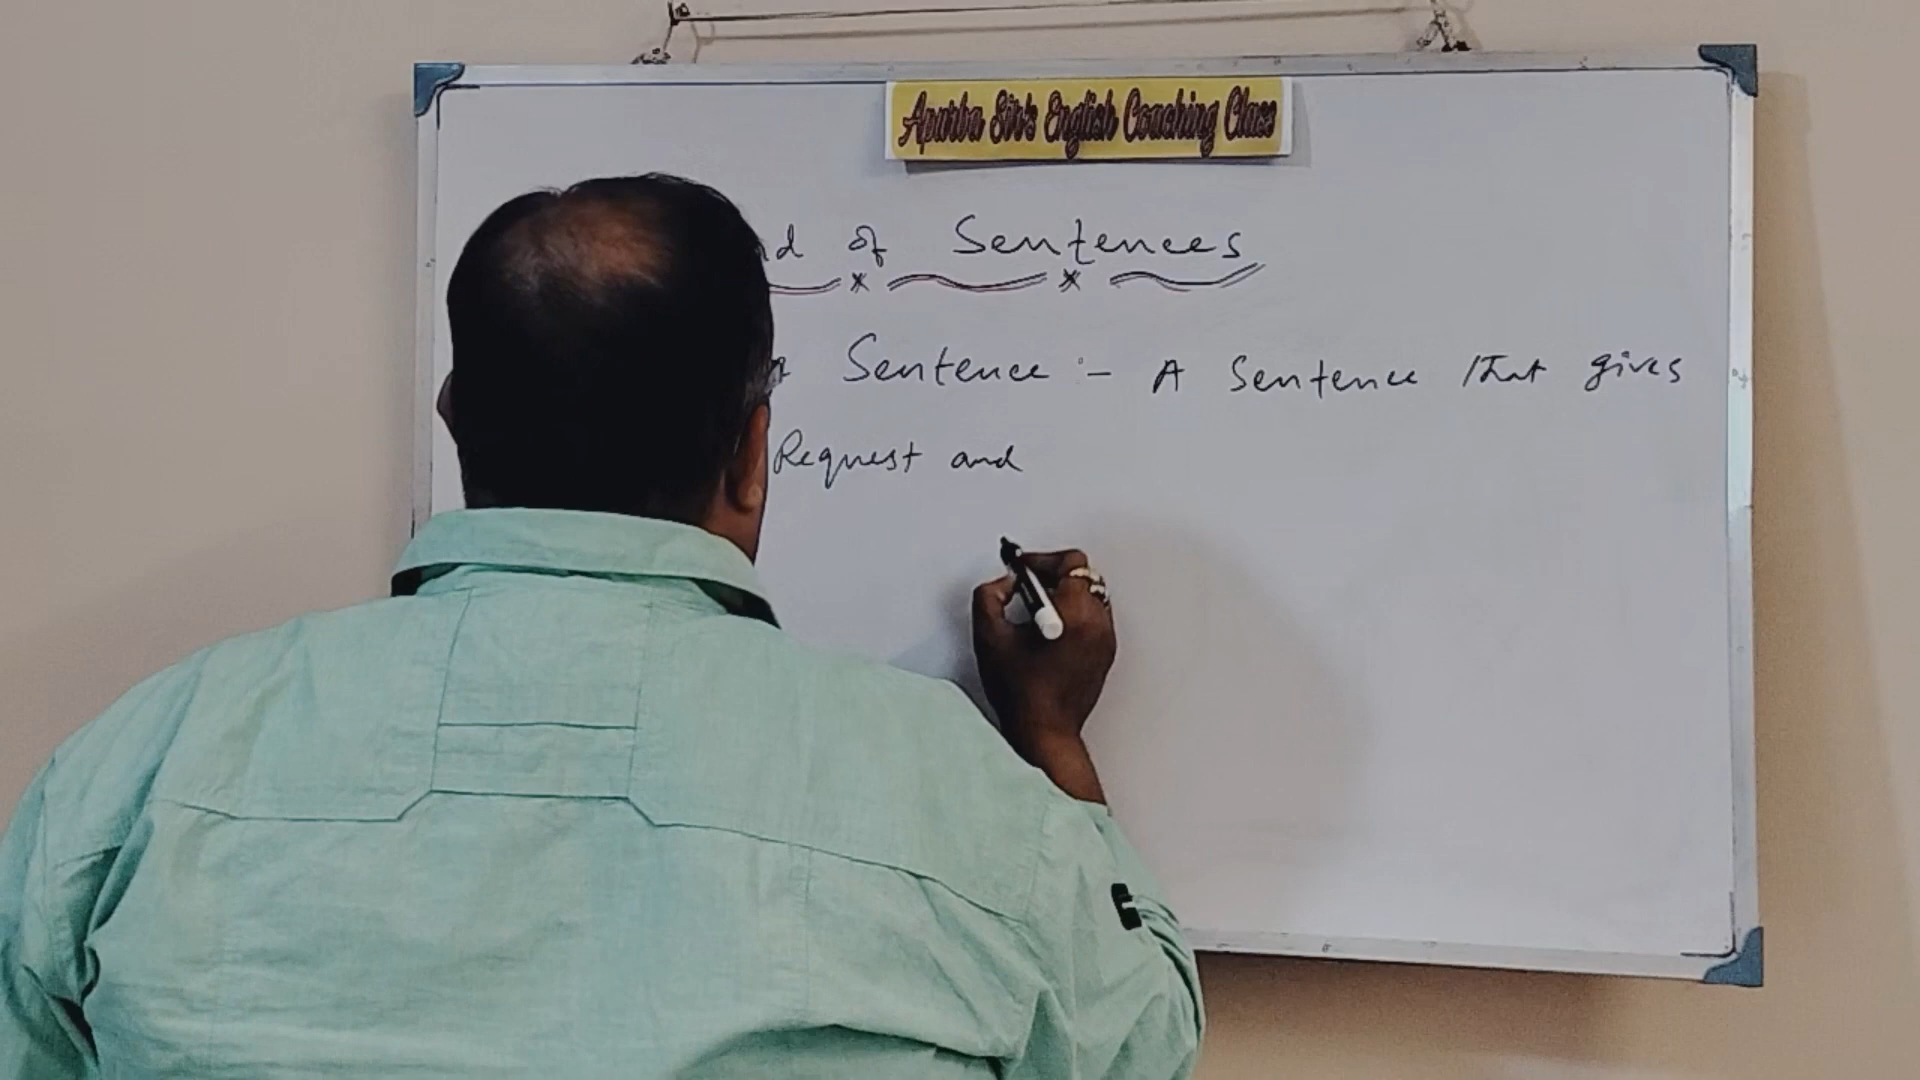 Apurba Sir's English Coaching Class
of Sentences
Sentence :- A Sentence that gives
Request and